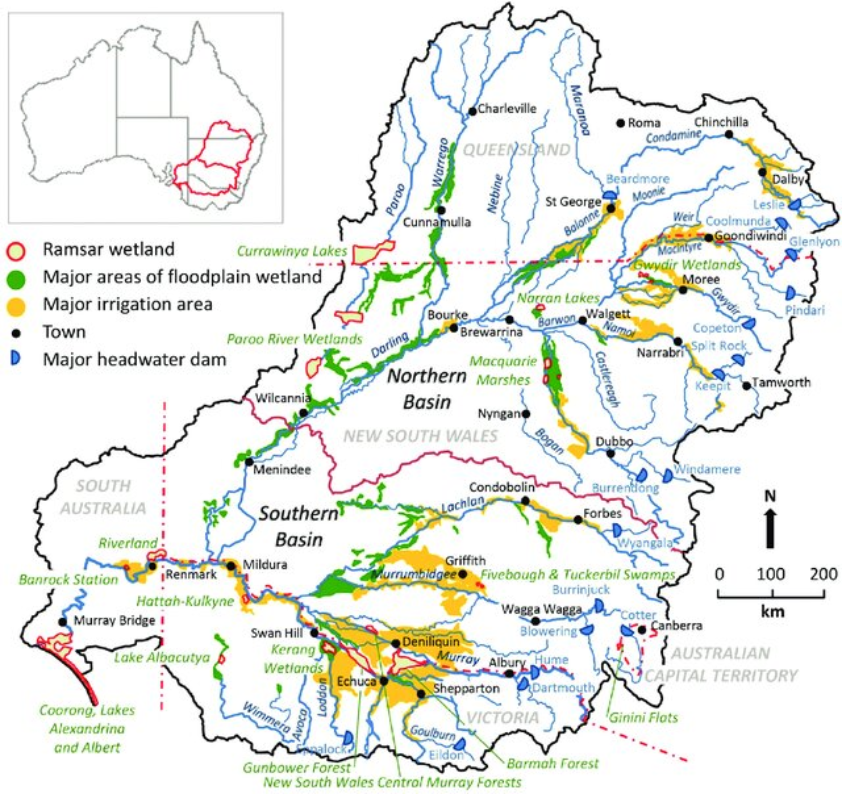 Ramsar wetland
Major areas of floodplain wetland
Major irrigation area
Town
Major headwater dam
Charleville
Maranoa
Roma
Chinchilla
Condamine
QUEENSLAND
Warrego
Paroo
Nebine
Beardmore
Moonie
Dalby
Leslie
St George
Cunnamulla
Balonne
Weir
Coolmunda
Goondiwindi
Currawinya Lakes
Macintyre
Glenlyon
Gwydir Wetlands
Moree
Gwydir
Pindari
Narran Lakes
Bourke
Brewarrina
Barwon
Walgett
Namoi
Copeton
Split Rock
Paroo River Wetlands
Darling
Narrabri
Macquarie
Marshes
Castlereagh
Keepit
Tamworth
Northern
Basin
Wilcannia
Nyngan
NEW SOUTH WALES
Bogan
Dubbo
Menindee
Windamere
Burrendong
SOUTH
AUSTRALIA
Condobolin
Lachlan
Forbes
Southern
Basin
Wyangala
N
Riverland
Griffith
Banrock Station
Renmark
Mildura
Murrumbidgee
Fivebough & Tuckerbil Swamps
0 100 200
km
Hattah-Kulkyne
Burrinjuck
Wagga Wagga
Cotter
Murray Bridge
Swan Hill
Blowering
Canberra
Deniliquin
Kerang
Wetlands
Lake Albacutya
Murray
Albury
Hume
AUSTRALIAN
CAPITAL TERRITORY
Echuca
Shepparton
Dartmouth
Coorong, Lakes
Alexandrina
and Albert
Wimmera
Avoca
Loddon
VICTORIA
Ginini Flats
Goulburn
Eppalock
Eildon
Gunbower Forest
Barmah Forest
New South Wales Central Murray Forests